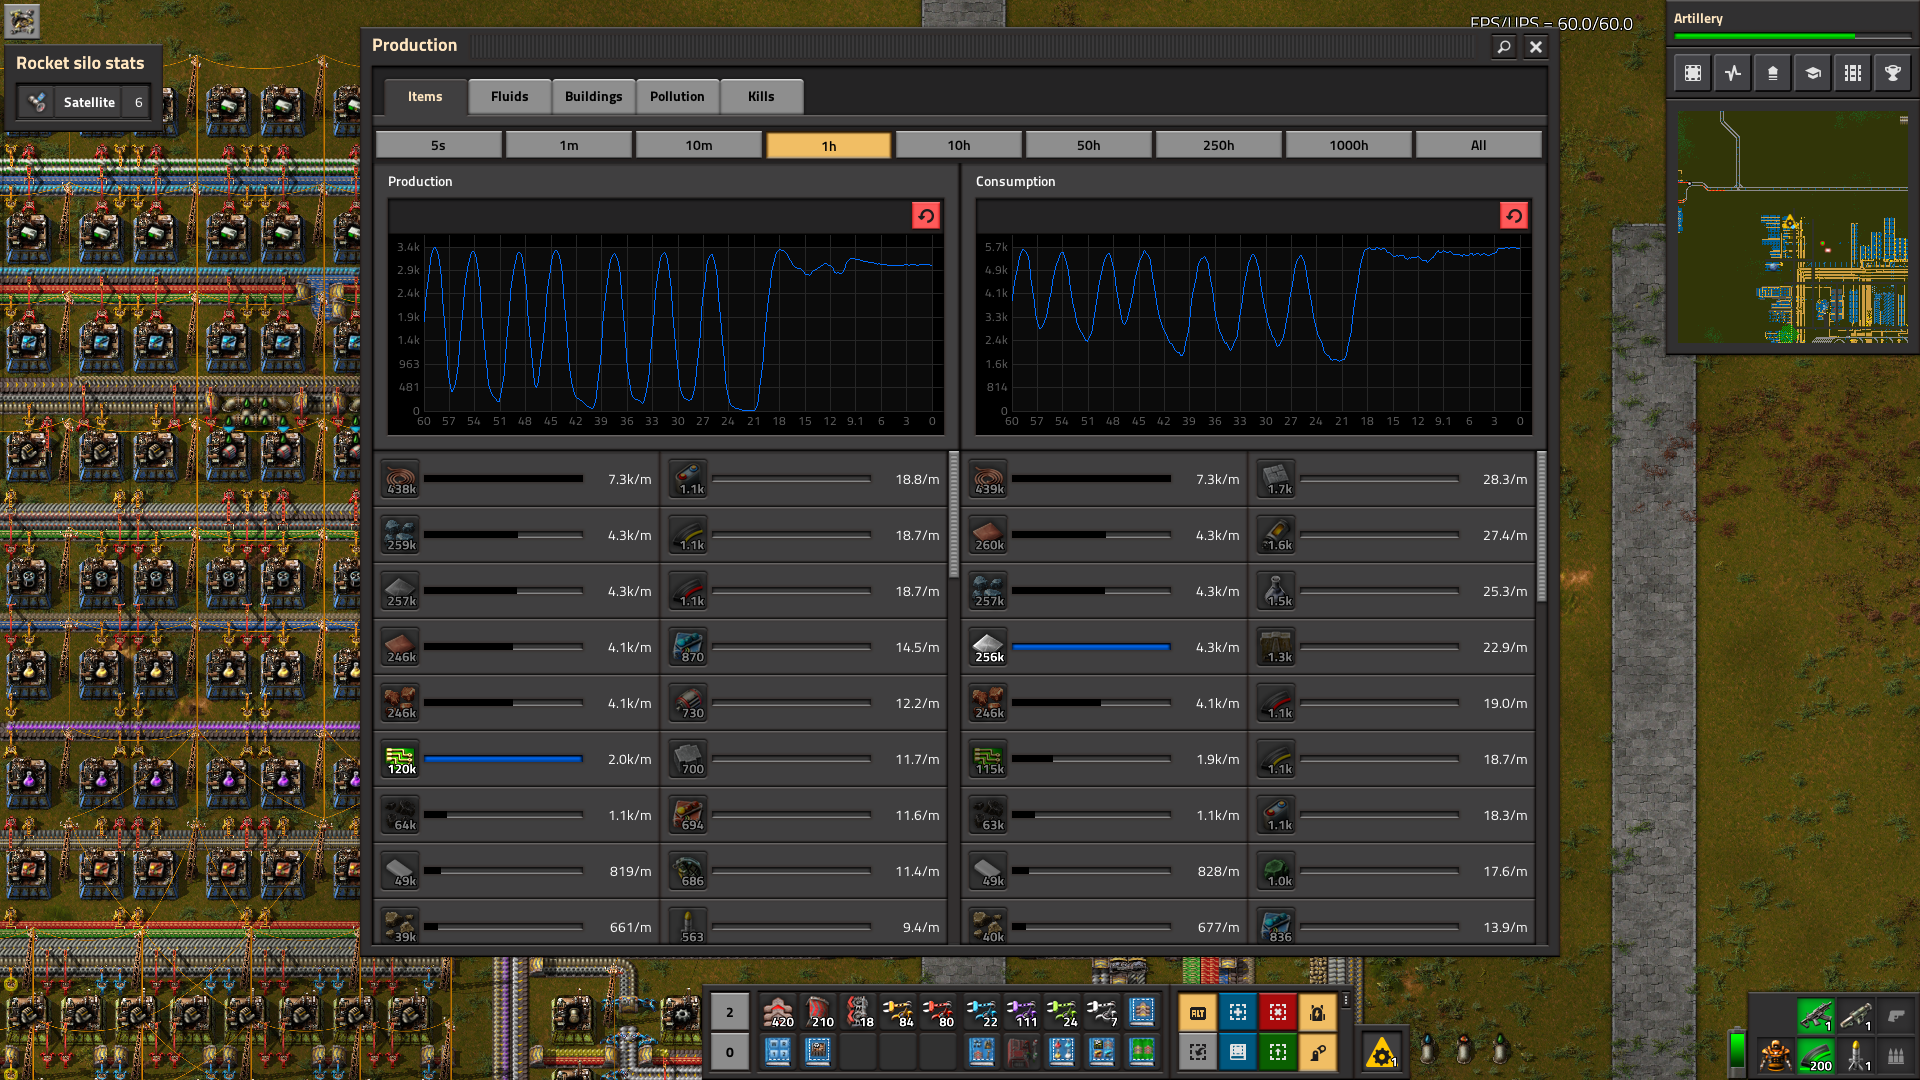 FPS/UPS = 60.0/60.0
Artillery
Rocket silo stats
Satellite 6
Production
Items Fluids Buildings Pollution Kills
5s 1m 10m 1h 10h 50h 250h 1000h All
Production
3.4k
2.9k
2.4k
1.9k
1.4k
963
481
0
60 57 54 51 48 45 42 39 36 33 30 27 24 21 18 15 12 9.1 6 3 0
Consumption
5.7k
4.9k
4.1k
3.3k
2.4k
1.6k
814
0
60 57 54 51 48 45 42 39 36 33 30 27 24 21 18 15 12 9.1 6 3 0
438k 7.3k/m 1.1k 18.8/m
259k 4.3k/m 1.1k 18.7/m
257k 4.3k/m 1.1k 18.7/m
246k 4.1k/m 870 14.5/m
246k 4.1k/m 730 12.2/m
120k 2.0k/m 700 11.7/m
64k 1.1k/m 694 11.6/m
49k 819/m 686 11.4/m
39k 661/m 563 9.4/m
439k 7.3k/m 1.7k 28.3/m
260k 4.3k/m 1.6k 27.4/m
257k 4.3k/m 1.5k 25.3/m
256k 4.3k/m 1.3k 22.9/m
246k 4.1k/m 1.1k 19.0/m
115k 1.9k/m 1.1k 18.7/m
63k 1.1k/m 1.1k 18.3/m
49k 828/m 1.0k 17.6/m
40k 677/m 836 13.9/m
2 420 210 18 84 80 22 111 24 7 ALT
0
1
1 1
200 1